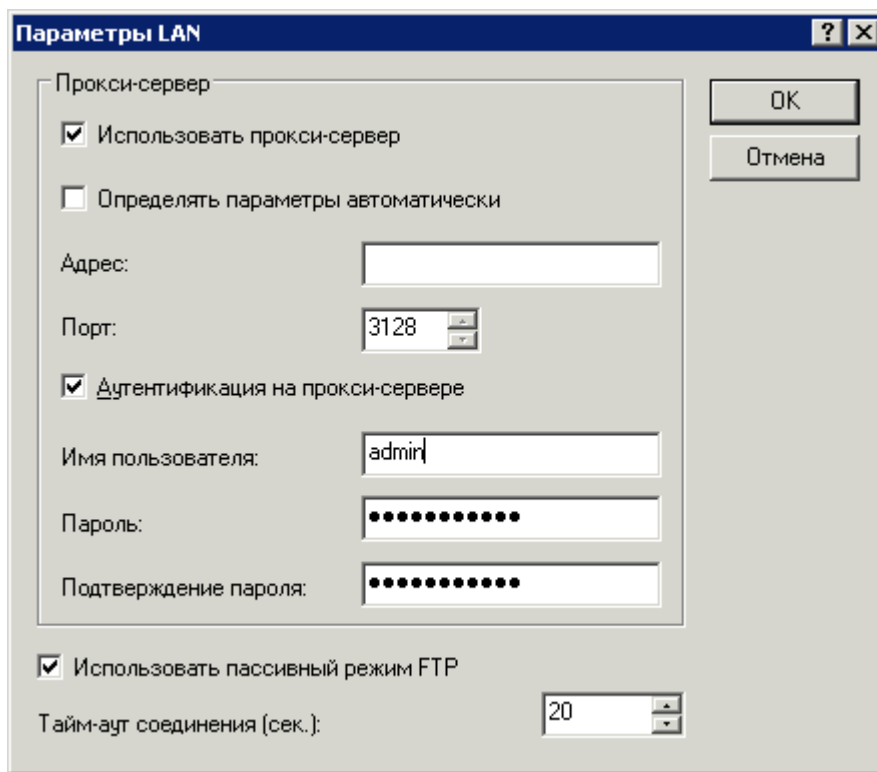 Параметры LAN
Прокси-сервер
OK
Использовать прокси-сервер
Отмена
Определять параметры автоматически
Адрес:
Порт: 3128
Аутентификация на прокси-сервере
Имя пользователя: admin
Пароль: •••••••••••
Подтверждение пароля: •••••••••••
Использовать пассивный режим FTP
Тайм-аут соединения (сек.): 20